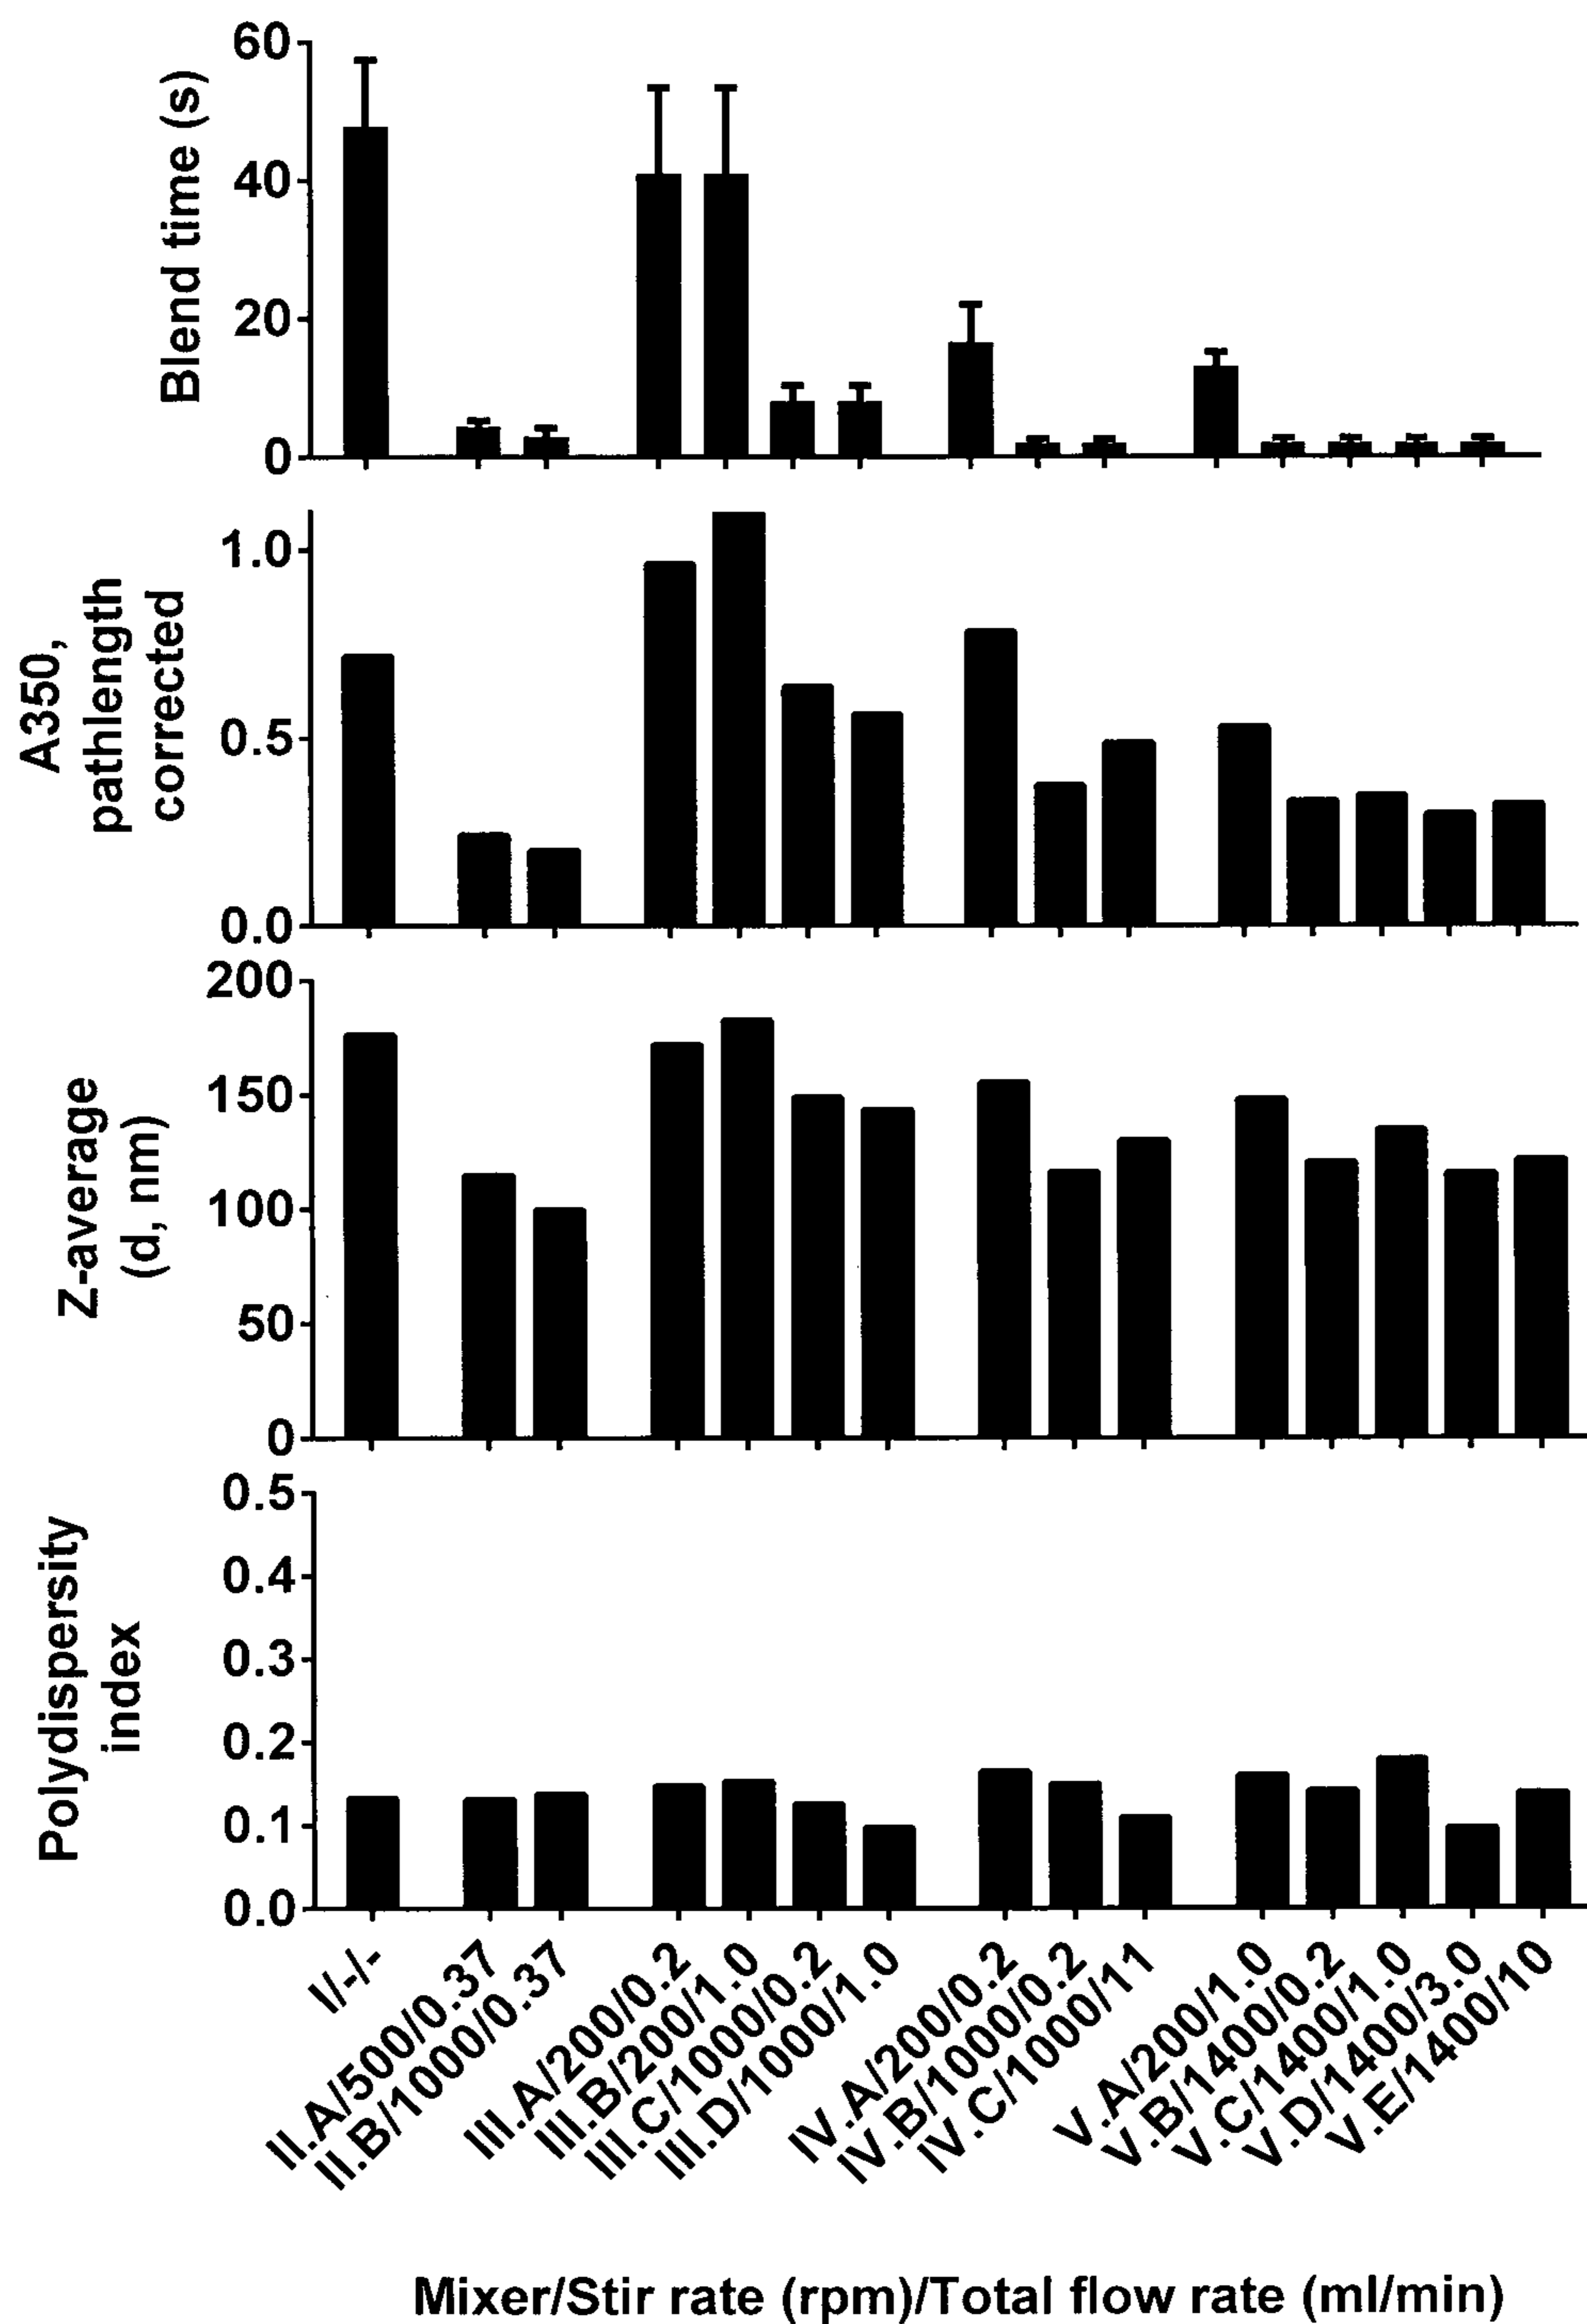 Blend time (s)
60
40
20
0
A350,
pathlength
corrected
1.0
0.5
0.0
Z-average
(d, nm)
200
150
100
50
0
Polydispersity
index
0.5
0.4
0.3
0.2
0.1
0.0
I/-/-
II.A/500/0.37
II.B/1000/0.37
III.A/200/0.2
III.B/200/1.0
III.C/1000/0.2
III.D/1000/1.0
IV.A/200/0.2
IV.B/1000/0.2
IV.C/1000/11
V.A/200/1.0
V.B/1400/0.2
V.C/1400/1.0
V.D/1400/3.0
V.E/1400/10
Mixer/Stir rate (rpm)/Total flow rate (ml/min)